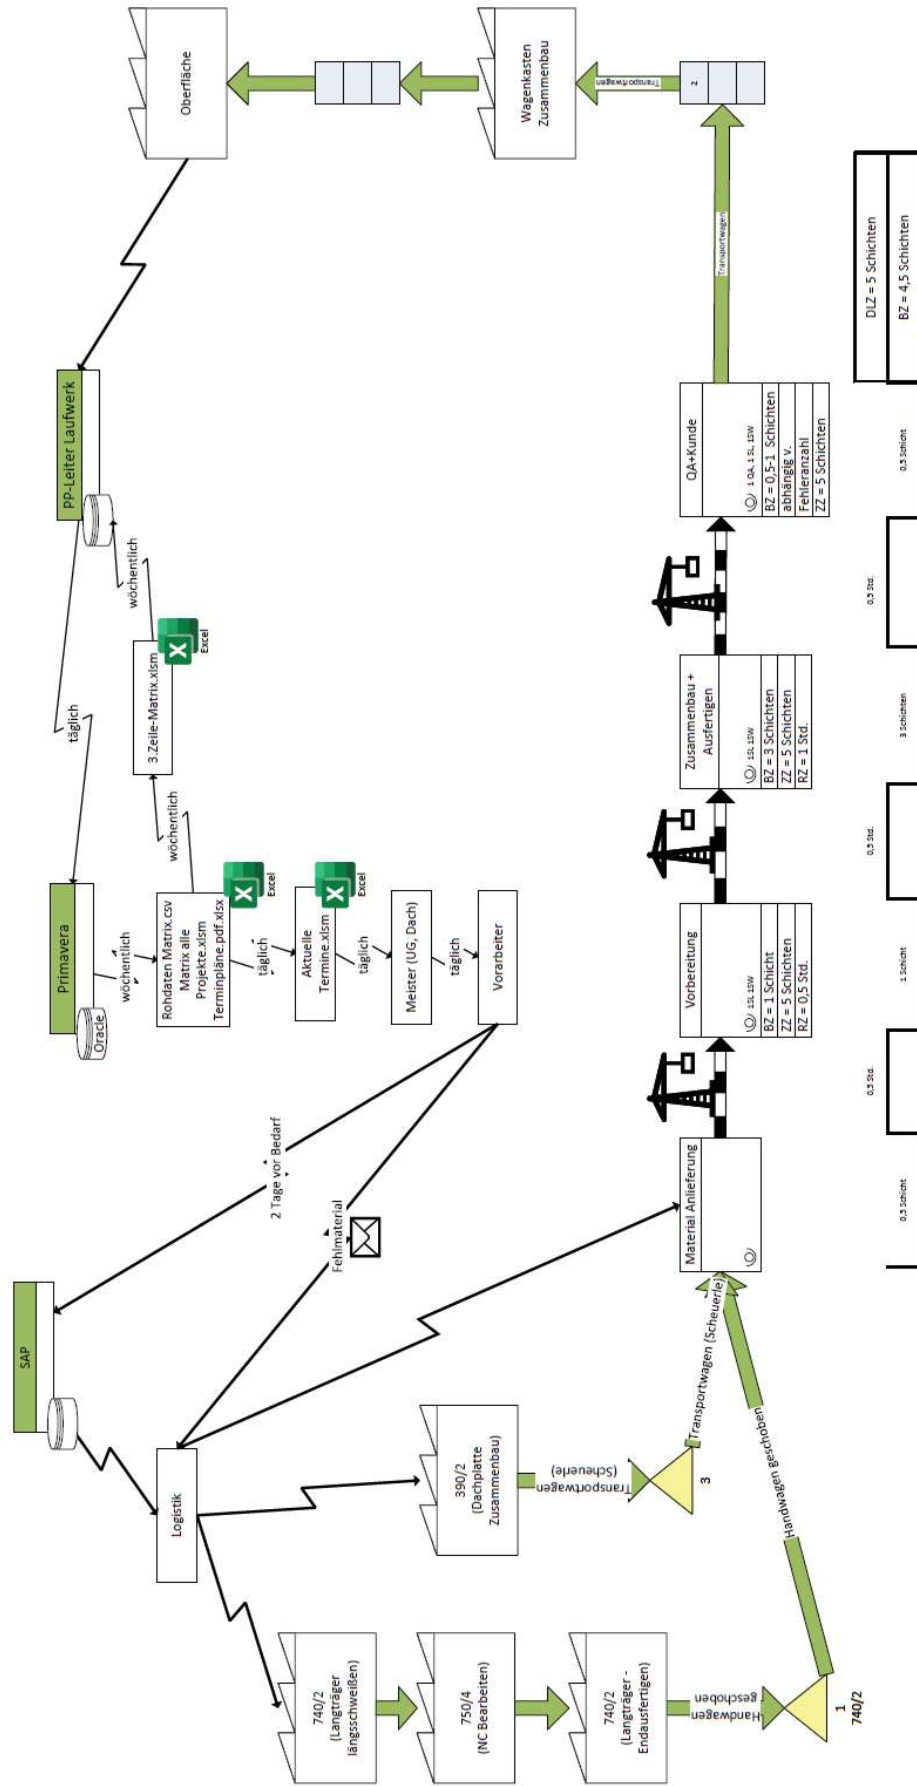 SAP
Logistik
740/2
(Langträger
längsschweißen)
750/4
(NC Bearbeiten)
740/2
(Langträger -
Endausfertigen)
Handwagen
geschoben
1
740/2
Handwagen geschoben
390/2
(Dachplatte
Zusammenbau)
Transportwagen
(Scheuerle)
3
Transportwagen (Scheuerle)
2 Tage vor Bedarf
Fehlmaterial
Primavera
Oracle
wöchentlich
Rohdaten Matrix.csv
Matrix alle
Projekte.xlsm
Terminpläne.pdf.xlsx
Excel
täglich
Aktuelle
Termine.xlsm
Excel
täglich
Meister (UG, Dach)
täglich
Vorarbeiter
wöchentlich
3.Zeile-Matrix.xlsm
Excel
wöchentlich
täglich
PP-Leiter Laufwerk
Oberfläche
Wagenkasten
Zusammenbau
Transportwagen
2
Transportwagen
Material Anlieferung
Vorbereitung
1SL 1SW
BZ = 1 Schicht
ZZ = 5 Schichten
RZ = 0,5 Std.
Zusammenbau +
Ausfertigen
1SL 1SW
BZ = 3 Schichten
ZZ = 5 Schichten
RZ = 1 Std.
QA+Kunde
1 QA, 1 SL, 1SW
BZ = 0,5-1 Schichten
abhängig v.
Fehleranzahl
ZZ = 5 Schichten
0,5 Schicht
0,5 Std.
1 Schicht
0,5 Std.
3 Schichten
0,5 Std.
0,5 Schicht
DLZ = 5 Schichten
BZ = 4,5 Schichten